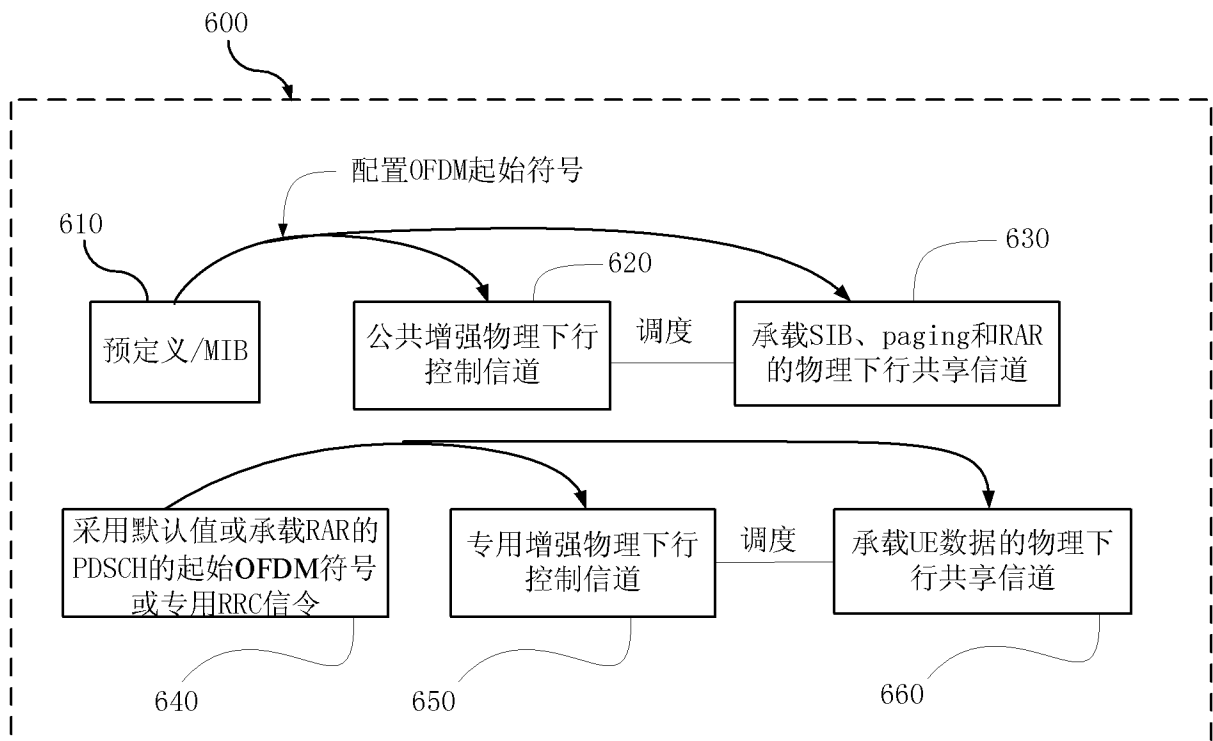 600
配置OFDM起始符号
610
620
630
预定义/MIB
公共增强物理下行
控制信道
调度
承载SIB、paging和RAR
的物理下行共享信道
采用默认值或承载RAR的
PDSCH的起始OFDM符号
或专用RRC信令
专用增强物理下行
控制信道
调度
承载UE数据的物理下
行共享信道
640
650
660